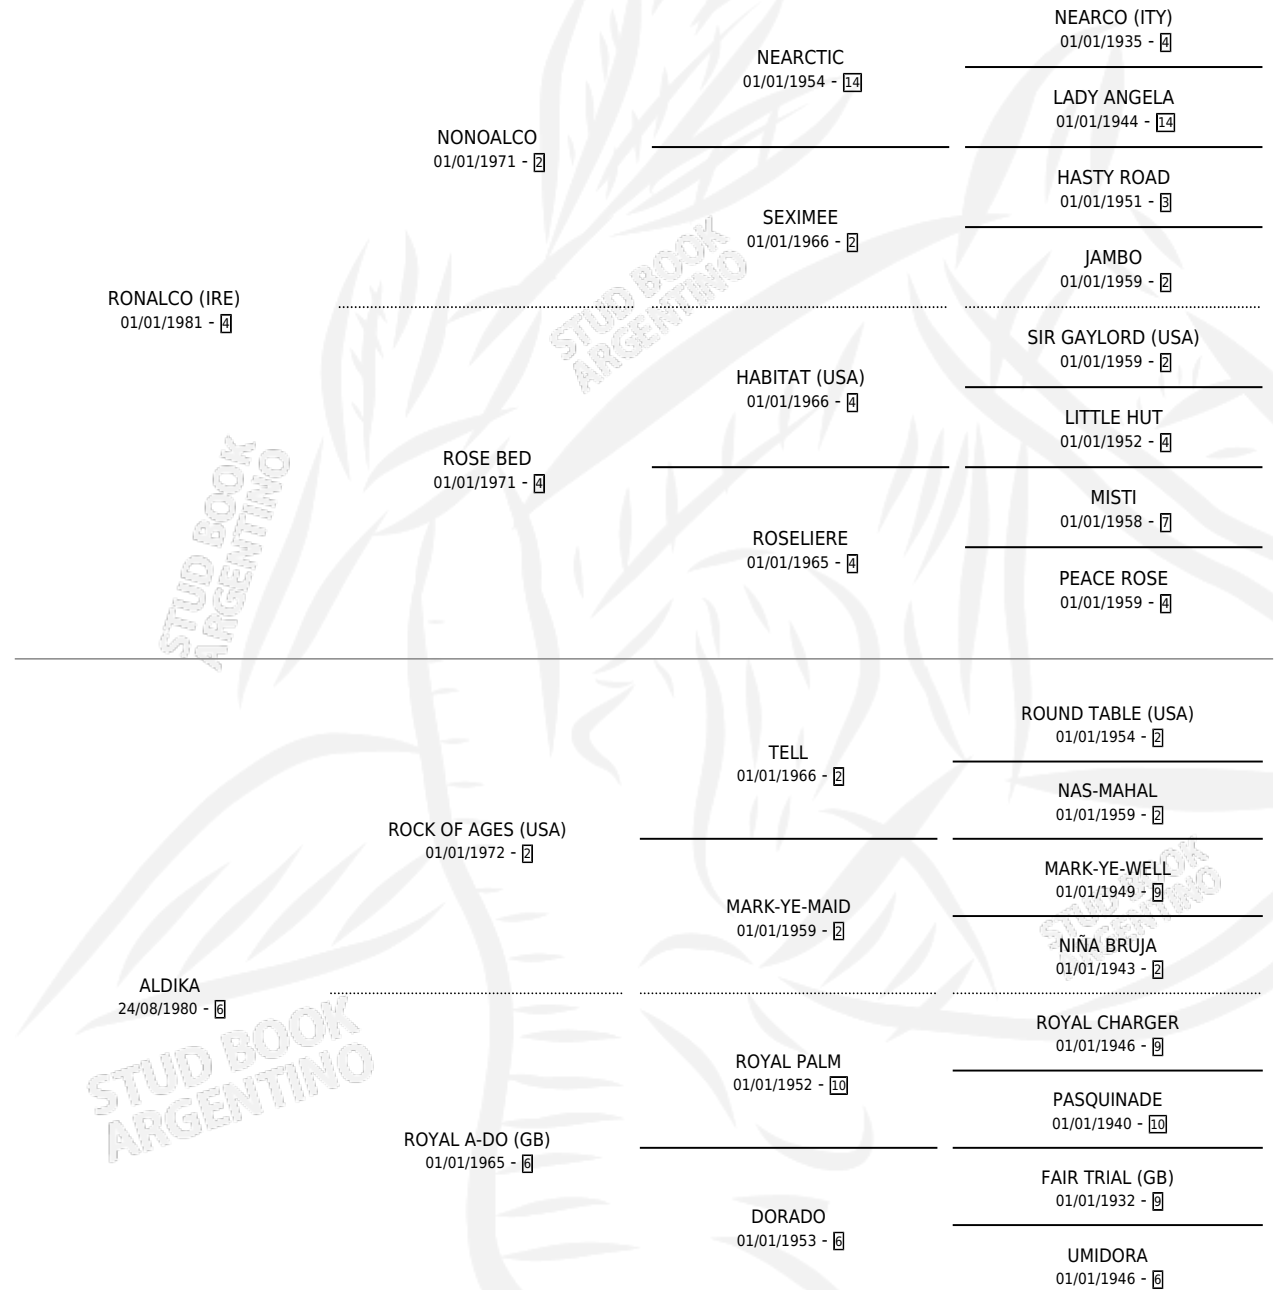 NEARCO (ITY)
01/01/1935 - 4
NEARCTIC
01/01/1954 - 14
LADY ANGELA
01/01/1944 - 14
NONOALCO
01/01/1971 - 2
HASTY ROAD
01/01/1951 - 3
SEXIMEE
01/01/1966 - 2
JAMBO
01/01/1959 - 2
RONALCO (IRE)
01/01/1981 - 4
SIR GAYLORD (USA)
01/01/1959 - 2
HABITAT (USA)
01/01/1966 - 4
LITTLE HUT
01/01/1952 - 4
ROSE BED
01/01/1971 - 4
MISTI
01/01/1958 - 7
ROSELIERE
01/01/1965 - 4
PEACE ROSE
01/01/1959 - 4
ROUND TABLE (USA)
01/01/1954 - 2
TELL
01/01/1966 - 2
NAS-MAHAL
01/01/1959 - 2
ROCK OF AGES (USA)
01/01/1972 - 2
MARK-YE-WELL
01/01/1949 - 9
MARK-YE-MAID
01/01/1959 - 2
NIÑA BRUJA
01/01/1943 - 2
ALDIKA
24/08/1980 - 6
ROYAL CHARGER
01/01/1946 - 9
ROYAL PALM
01/01/1952 - 10
PASQUINADE
01/01/1940 - 10
ROYAL A-DO (GB)
01/01/1965 - 6
FAIR TRIAL (GB)
01/01/1932 - 9
DORADO
01/01/1953 - 6
UMIDORA
01/01/1946 - 6
STUD BOOK
ARGENTINO
STUD BOOK
ARGENTINO
STUD BOOK
ARGENTINO
STUD BOOK
ARGENTINO